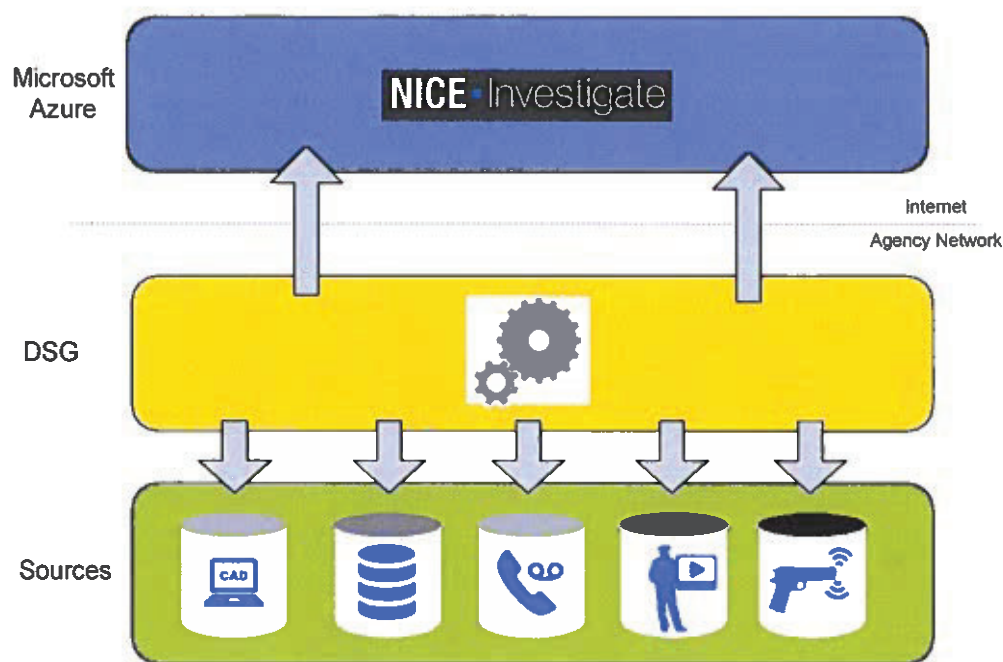 Microsoft
Azure
NICE Investigate
Internet
Agency Network
DSG
Sources
CAD